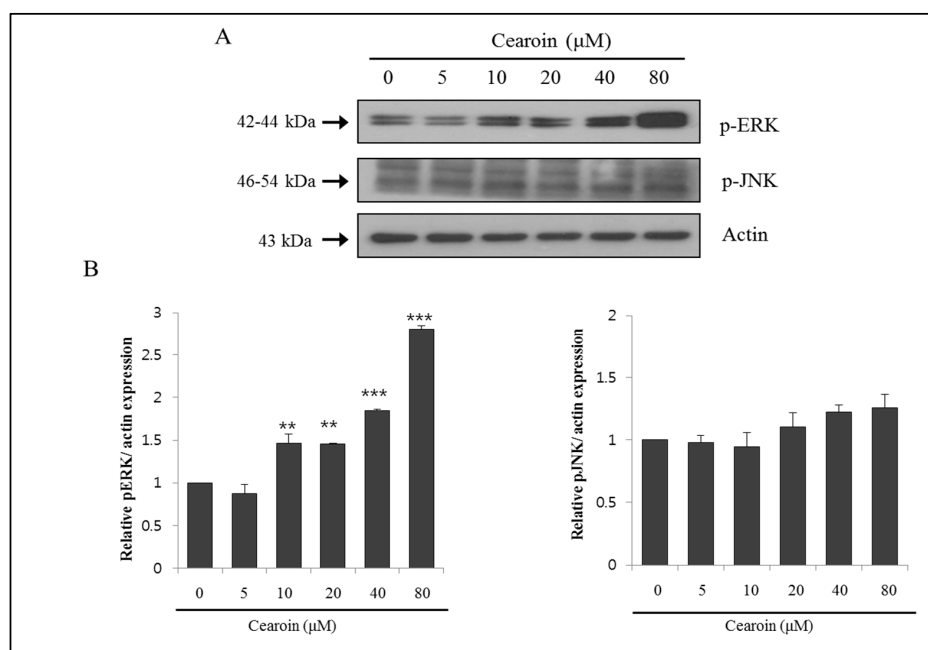 A
Cearoin (μM)
0 5 10 20 40 80
42-44 kDa p-ERK
46-54 kDa p-JNK
43 kDa Actin
B
Relative pERK/ actin expression
3
2.5
2
1.5
1
0.5
0
** ** *** ***
0 5 10 20 40 80
Cearoin (μM)
Relative pJNK/ actin expression
2
1.5
1
0.5
0
0 5 10 20 40 80
Cearoin (μM)